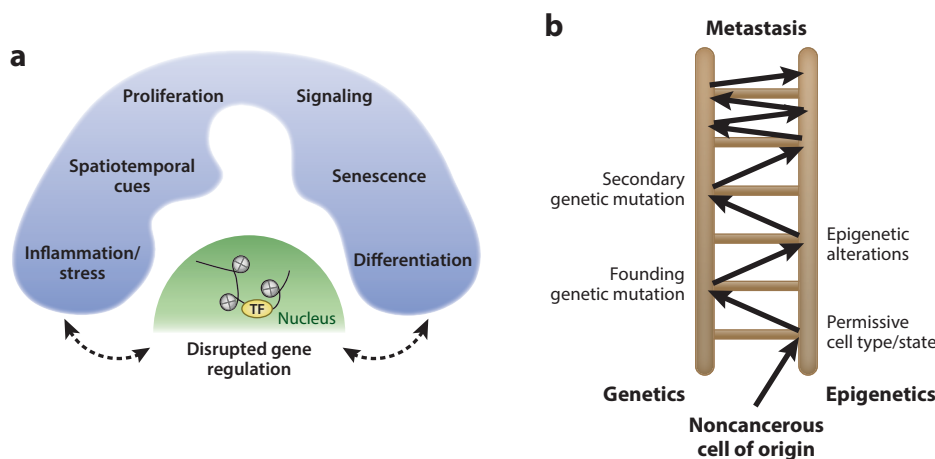 a
Proliferation
Signaling
Spatiotemporal
cues
Senescence
Inflammation/
stress
Differentiation
TF
Nucleus
Disrupted gene
regulation
b
Metastasis
Secondary
genetic mutation
Epigenetic
alterations
Founding
genetic mutation
Permissive
cell type/state
Genetics
Epigenetics
Noncancerous
cell of origin